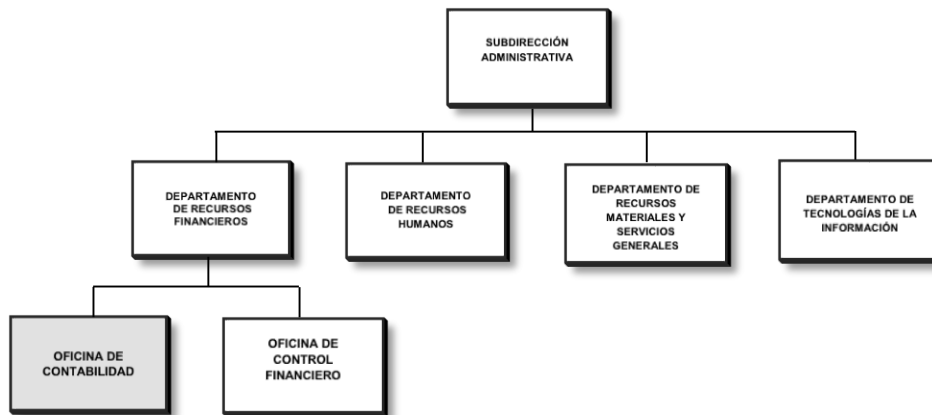 SUBDIRECCIÓN
ADMINISTRATIVA
DEPARTAMENTO
DE RECURSOS
FINANCIEROS
DEPARTAMENTO
DE RECURSOS
HUMANOS
DEPARTAMENTO DE
RECURSOS
MATERIALES Y
SERVICIOS
GENERALES
DEPARTAMENTO DE
TECNOLOGÍAS DE LA
INFORMACIÓN
OFICINA DE
CONTABILIDAD
OFICINA DE
CONTROL
FINANCIERO